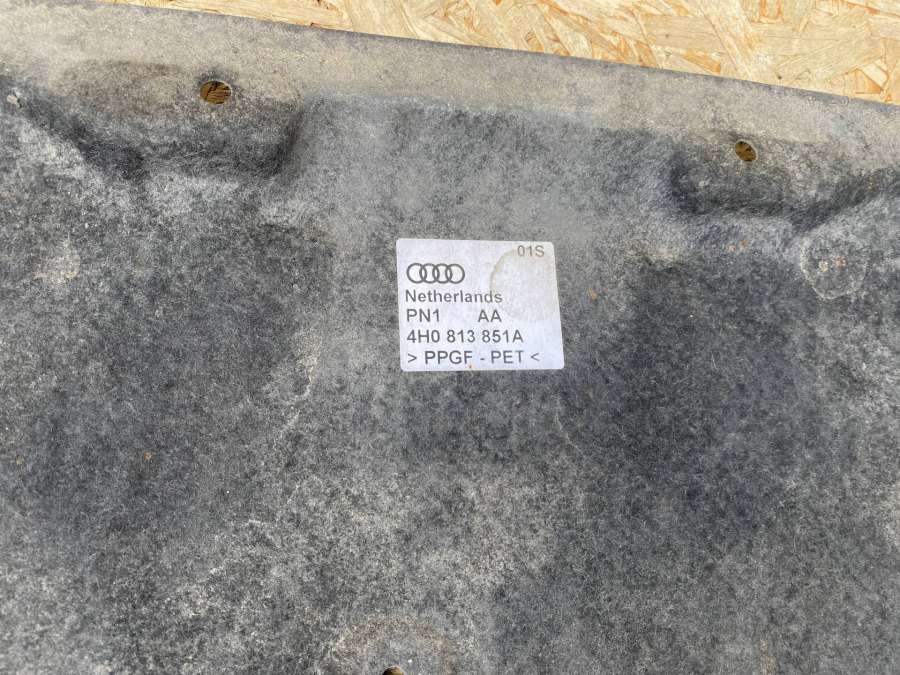 01S
Netherlands
PN1 AA
4H0 813 851A
> PPGF - PET <